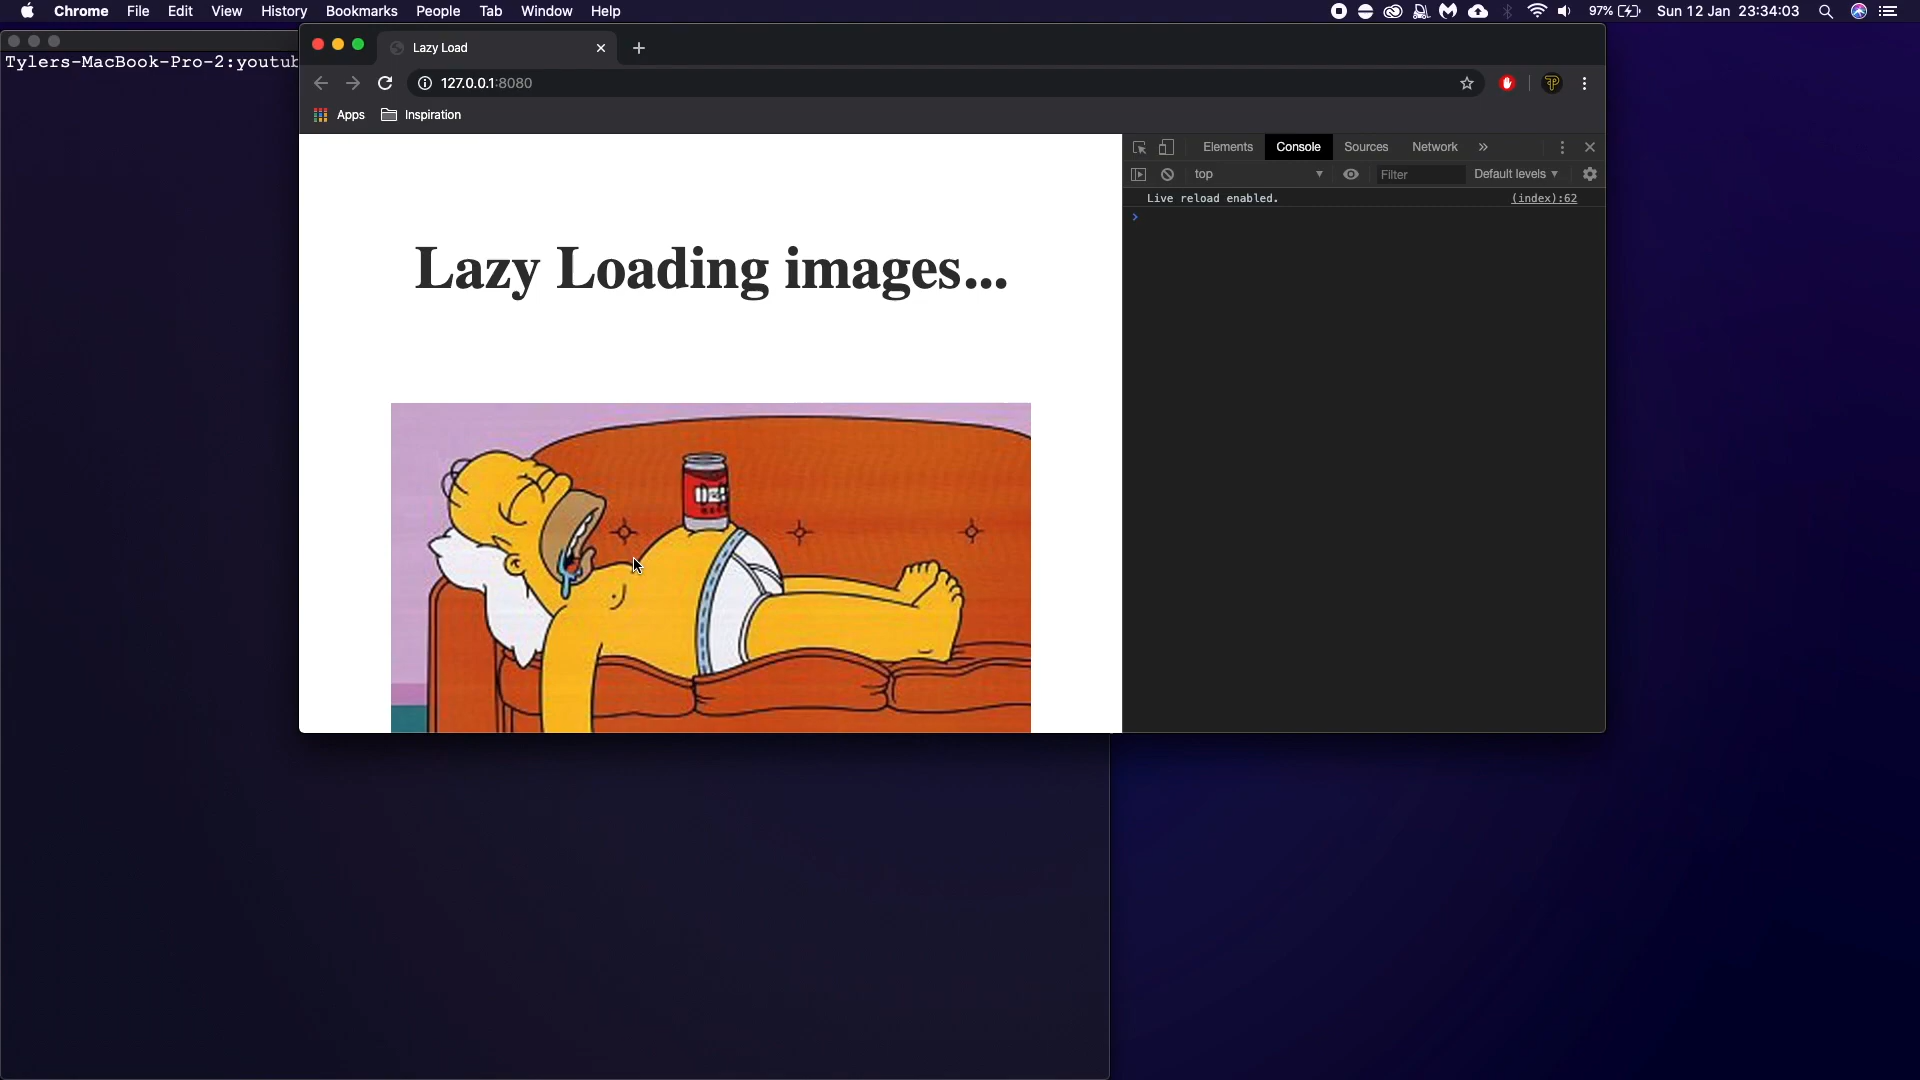 Chrome File Edit View History Bookmarks People Tab Window Help
97% Sun 12 Jan 23:34:03
Tylers-MacBook-Pro-2:youtub
Lazy Load
127.0.0.1:8080
Apps Inspiration
Elements Console Sources Network »
top Filter Default levels
Live reload enabled. (index):62
Lazy Loading images...